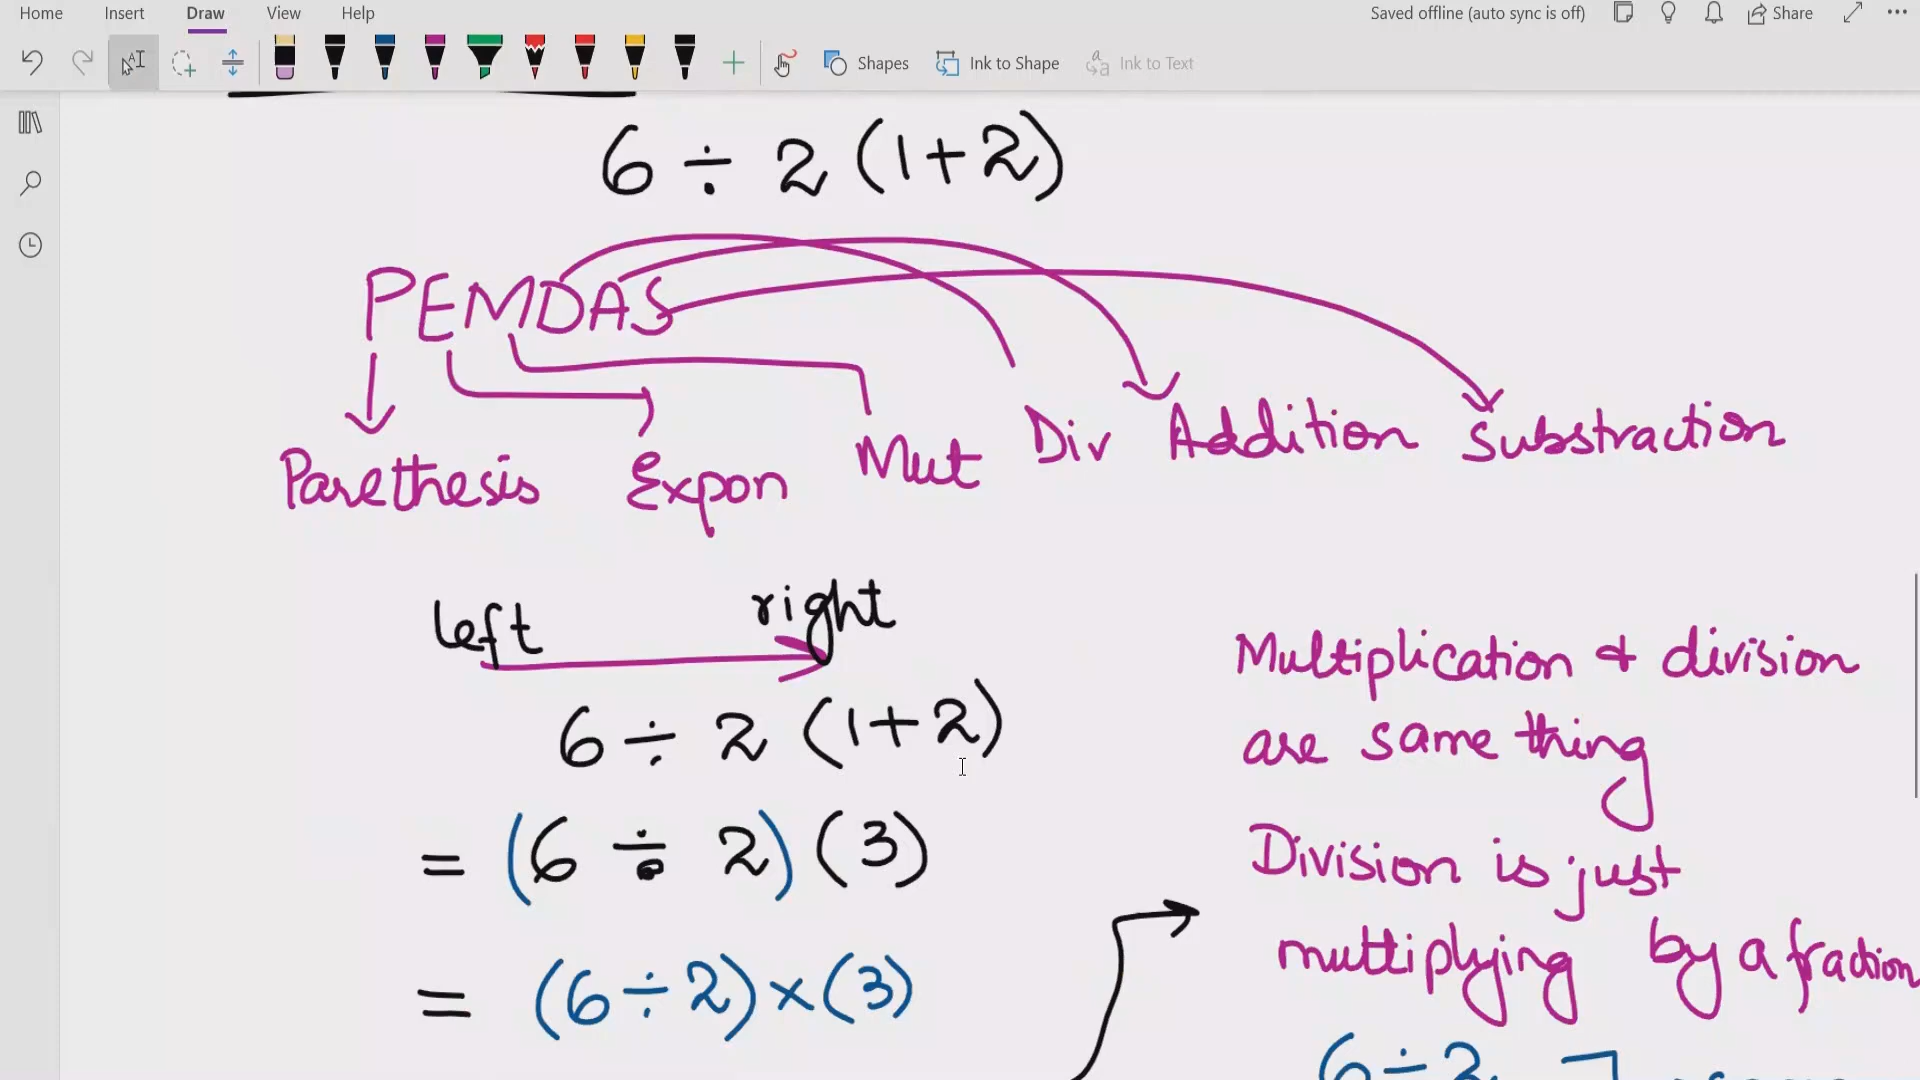 Home Insert Draw View Help Saved offline (auto sync is off) Share
Shapes Ink to Shape Ink to Text
6 ÷ 2 (1+2)
PEMDAS
Parethesis Expon Mut Div Addition Substraction
left right
6 ÷ 2 (1+2)
= (6 ÷ 2) (3)
= (6 ÷ 2) × (3)
Multiplication & division
are same thing
Division is just
multiplying by a fraction
6 ÷ 2